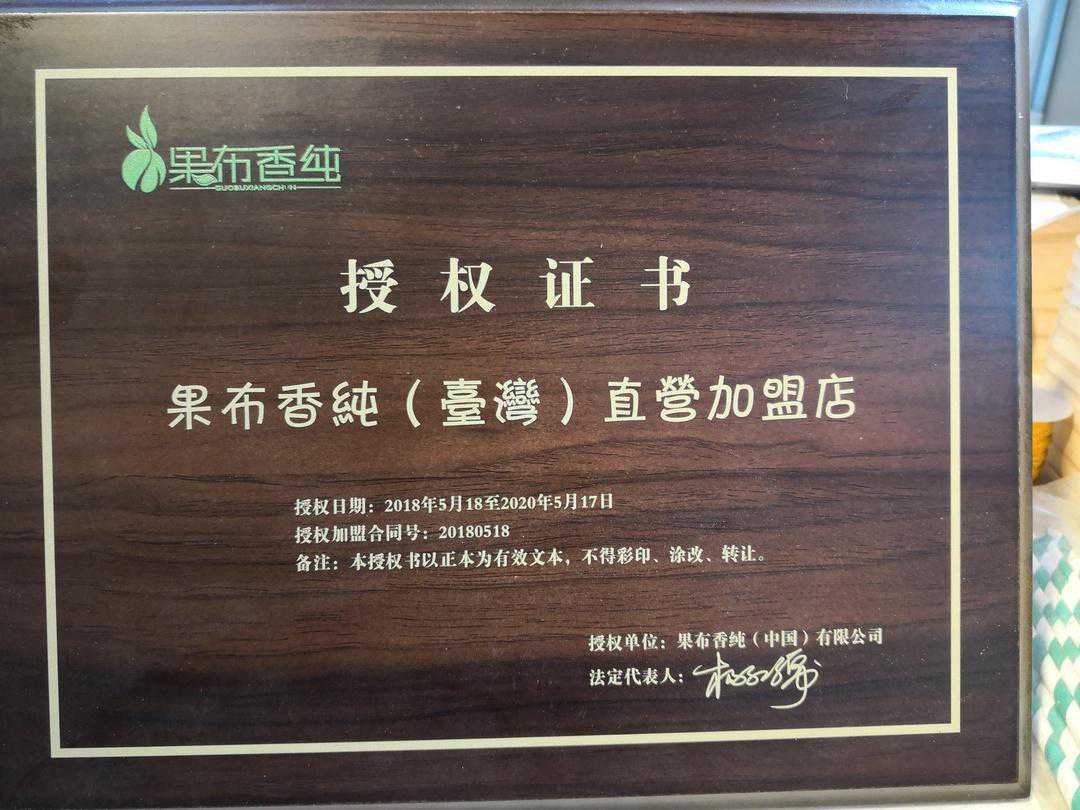 果布香纯
GUOBUXIANGCHUN
授权证书
果布香純（臺灣）直營加盟店
授权日期：2018年5月18至2020年5月17日
授权加盟合同号：20180518
备注：本授权书以正本为有效文本，不得彩印、涂改、转让。
授权单位：果布香纯（中国）有限公司
法定代表人：